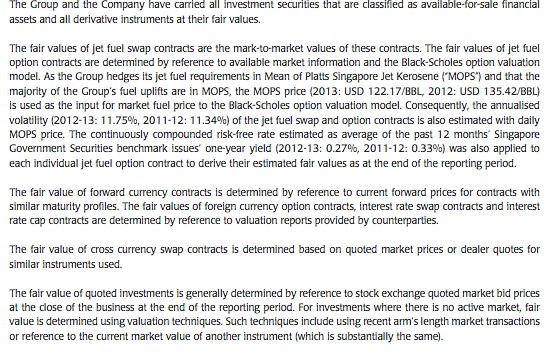 The Group and the Company have carried all investment securities that are classified as available-for-sale financial
assets and all derivative instruments at their fair values.
The fair values of jet fuel swap contracts are the mark-to-market values of these contracts. The fair values of jet fuel
option contracts are determined by reference to available market information and the Black-Scholes option valuation
model. As the Group hedges its jet fuel requirements in Mean of Platts Singapore Jet Kerosene (“MOPS”) and that the
majority of the Group’s fuel uplifts are in MOPS, the MOPS price (2013: USD 122.17/BBL, 2012: USD 135.42/BBL)
is used as the input for market fuel price to the Black-Scholes option valuation model. Consequently, the annualised
volatility (2012-13: 11.75%, 2011-12: 11.34%) of the jet fuel swap and option contracts is also estimated with daily
MOPS price. The continuously compounded risk-free rate estimated as average of the past 12 months’ Singapore
Government Securities benchmark issues’ one-year yield (2012-13: 0.27%, 2011-12: 0.33%) was also applied to
each individual jet fuel option contract to derive their estimated fair values as at the end of the reporting period.
The fair value of forward currency contracts is determined by reference to current forward prices for contracts with
similar maturity profiles. The fair values of foreign currency option contracts, interest rate swap contracts and interest
rate cap contracts are determined by reference to valuation reports provided by counterparties.
The fair value of cross currency swap contracts is determined based on quoted market prices or dealer quotes for
similar instruments used.
The fair value of quoted investments is generally determined by reference to stock exchange quoted market bid prices
at the close of the business at the end of the reporting period. For investments where there is no active market, fair
value is determined using valuation techniques. Such techniques include using recent arm’s length market transactions
or reference to the current market value of another instrument (which is substantially the same).